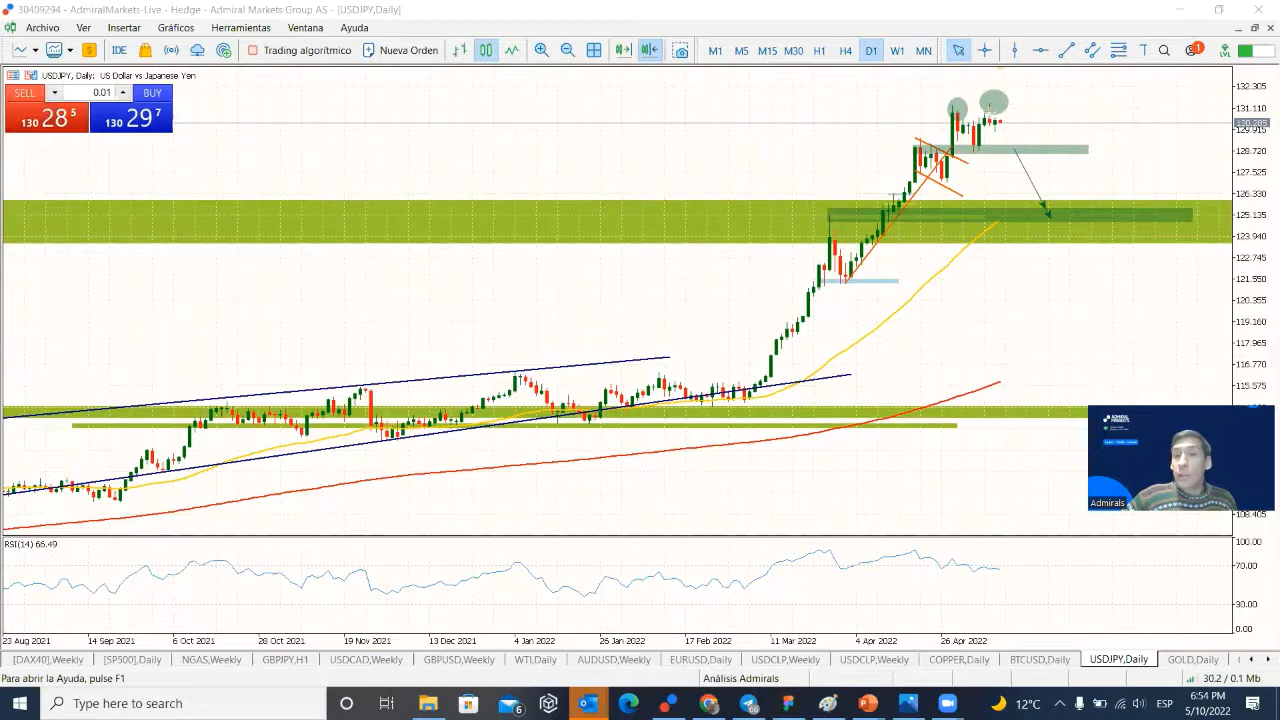 30409294 - AdmiralMarkets-Live - Hedge - Admiral Markets Group AS - [USDJPY,Daily]
Archivo Ver Insertar Gráficos Herramientas Ventana Ayuda
IDE Trading algorítmico Nueva Orden M1 M5 M15 M30 H1 H4 D1 W1 MN T 1 LVL
USDJPY, Daily: US Dollar vs Japanese Yen
SELL 0.01 BUY
130 28 5 130 29 7
132.305
131.110
130.285
129.915
128.720
127.525
126.330
125.135
123.940
122.745
121.550
120.355
119.160
117.965
116.770
115.575
ADMIRAL MARKETS
Admirals
108.405
RSI(14) 66.49
100.00
70.00
30.00
0.00
23 Aug 2021 14 Sep 2021 6 Oct 2021 28 Oct 2021 19 Nov 2021 13 Dec 2021 4 Jan 2022 26 Jan 2022 17 Feb 2022 11 Mar 2022 4 Apr 2022 26 Apr 2022
[DAX40],Weekly [SP500],Daily NGAS,Weekly GBPJPY,H1 USDCAD,Weekly GBPUSD,Weekly WTI,Daily AUDUSD,Weekly EURUSD,Daily USDCLP,Weekly USDCLP,Weekly COPPER,Daily BTCUSD,Daily USDJPY,Daily GOLD,Daily
Para abrir la Ayuda, pulse F1 Análisis Admirals 30.2 / 0.1 Mb
Type here to search 5 12°C ESP 6:54 PM
5/10/2022